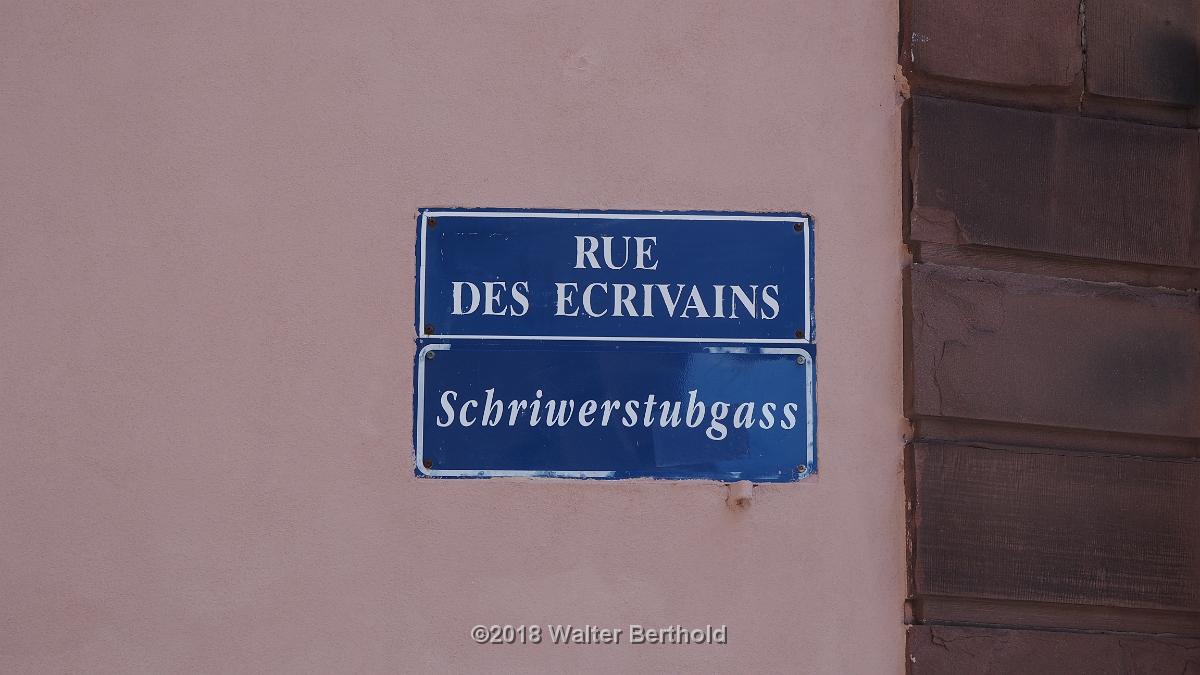 RUE
DES ECRIVAINS
Schriwerstubgass
©2018 Walter Berthold